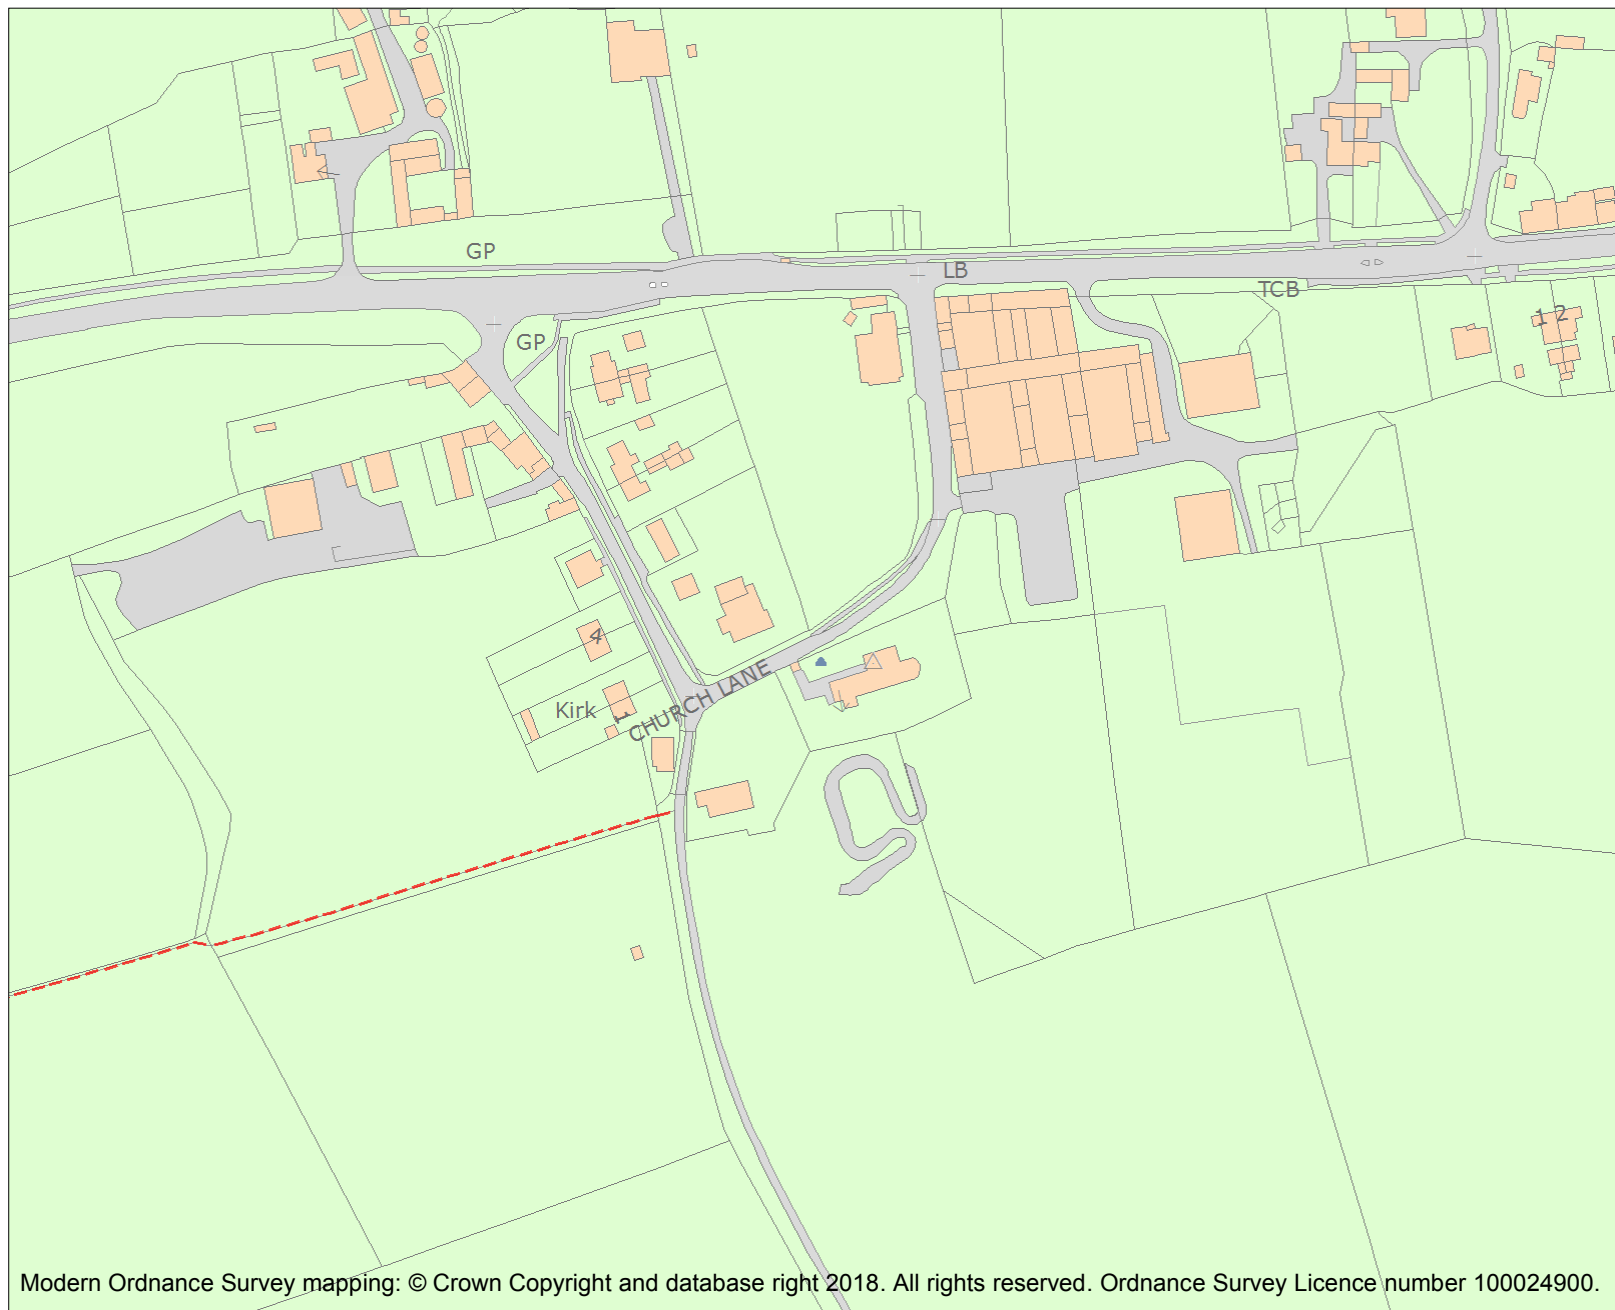 GP
LB
TCB
1 2
GP
4
Kirk
1
CHURCH LANE
Modern Ordnance Survey mapping: © Crown Copyright and database right 2018. All rights reserved. Ordnance Survey Licence number 100024900.